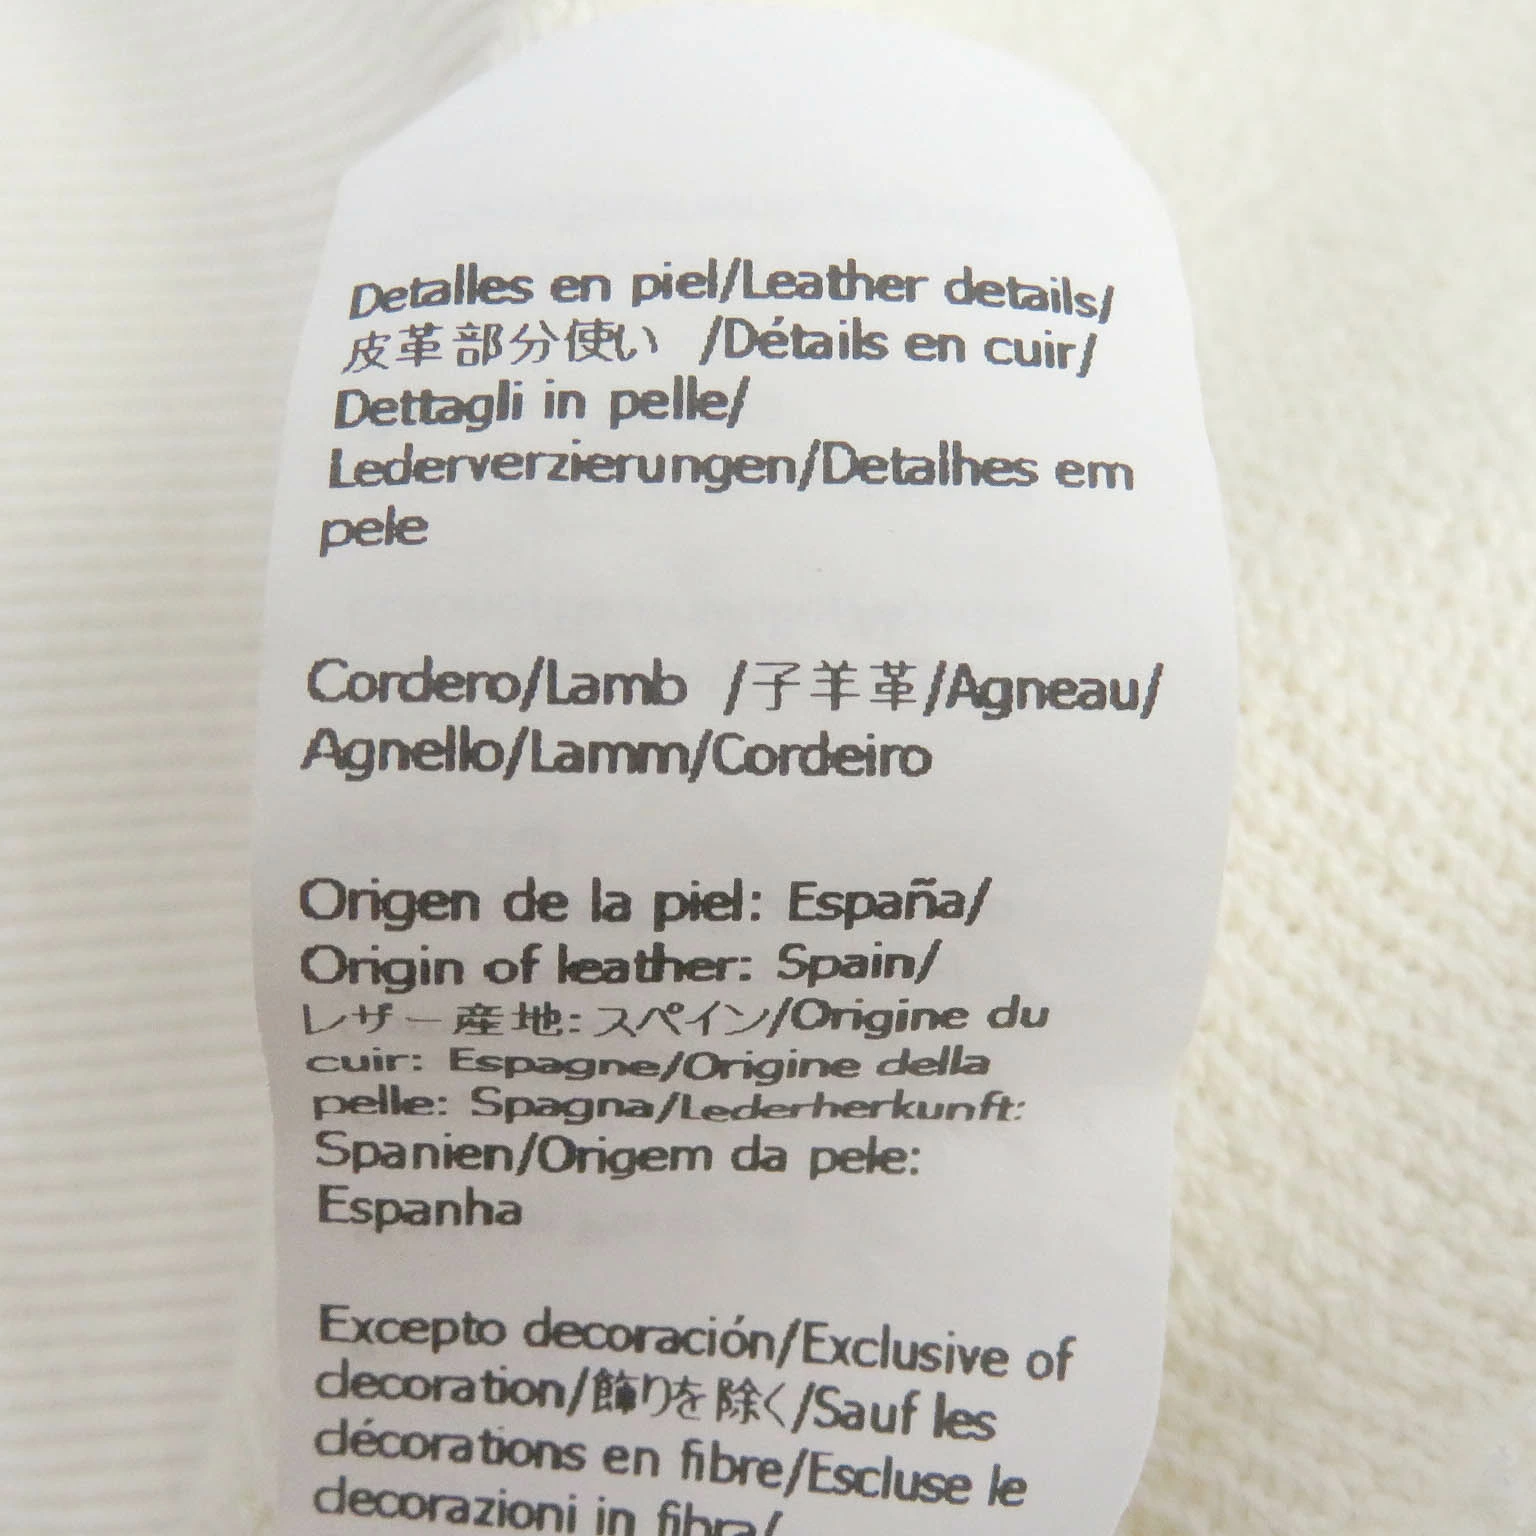 Detalles en piel/Leather details/
皮革部分使い /Détails en cuir/
Dettagli in pelle/
Lederverzierungen/Detalhes em
pele
Cordero/Lamb /子羊革/Agneau/
Agnello/Lamm/Cordeiro
Origen de la piel: España/
Origin of leather: Spain/
レザー産地:スペイン/Origine du
cuir: Espagne/Origine della
pelle: Spagna/Lederherkunft:
Spanien/Origem da pele:
Espanha
Excepto decoración/Exclusive of
decoration/飾りを除く/Sauf les
décorations en fibre/Escluse le
decorazioni in fibra/